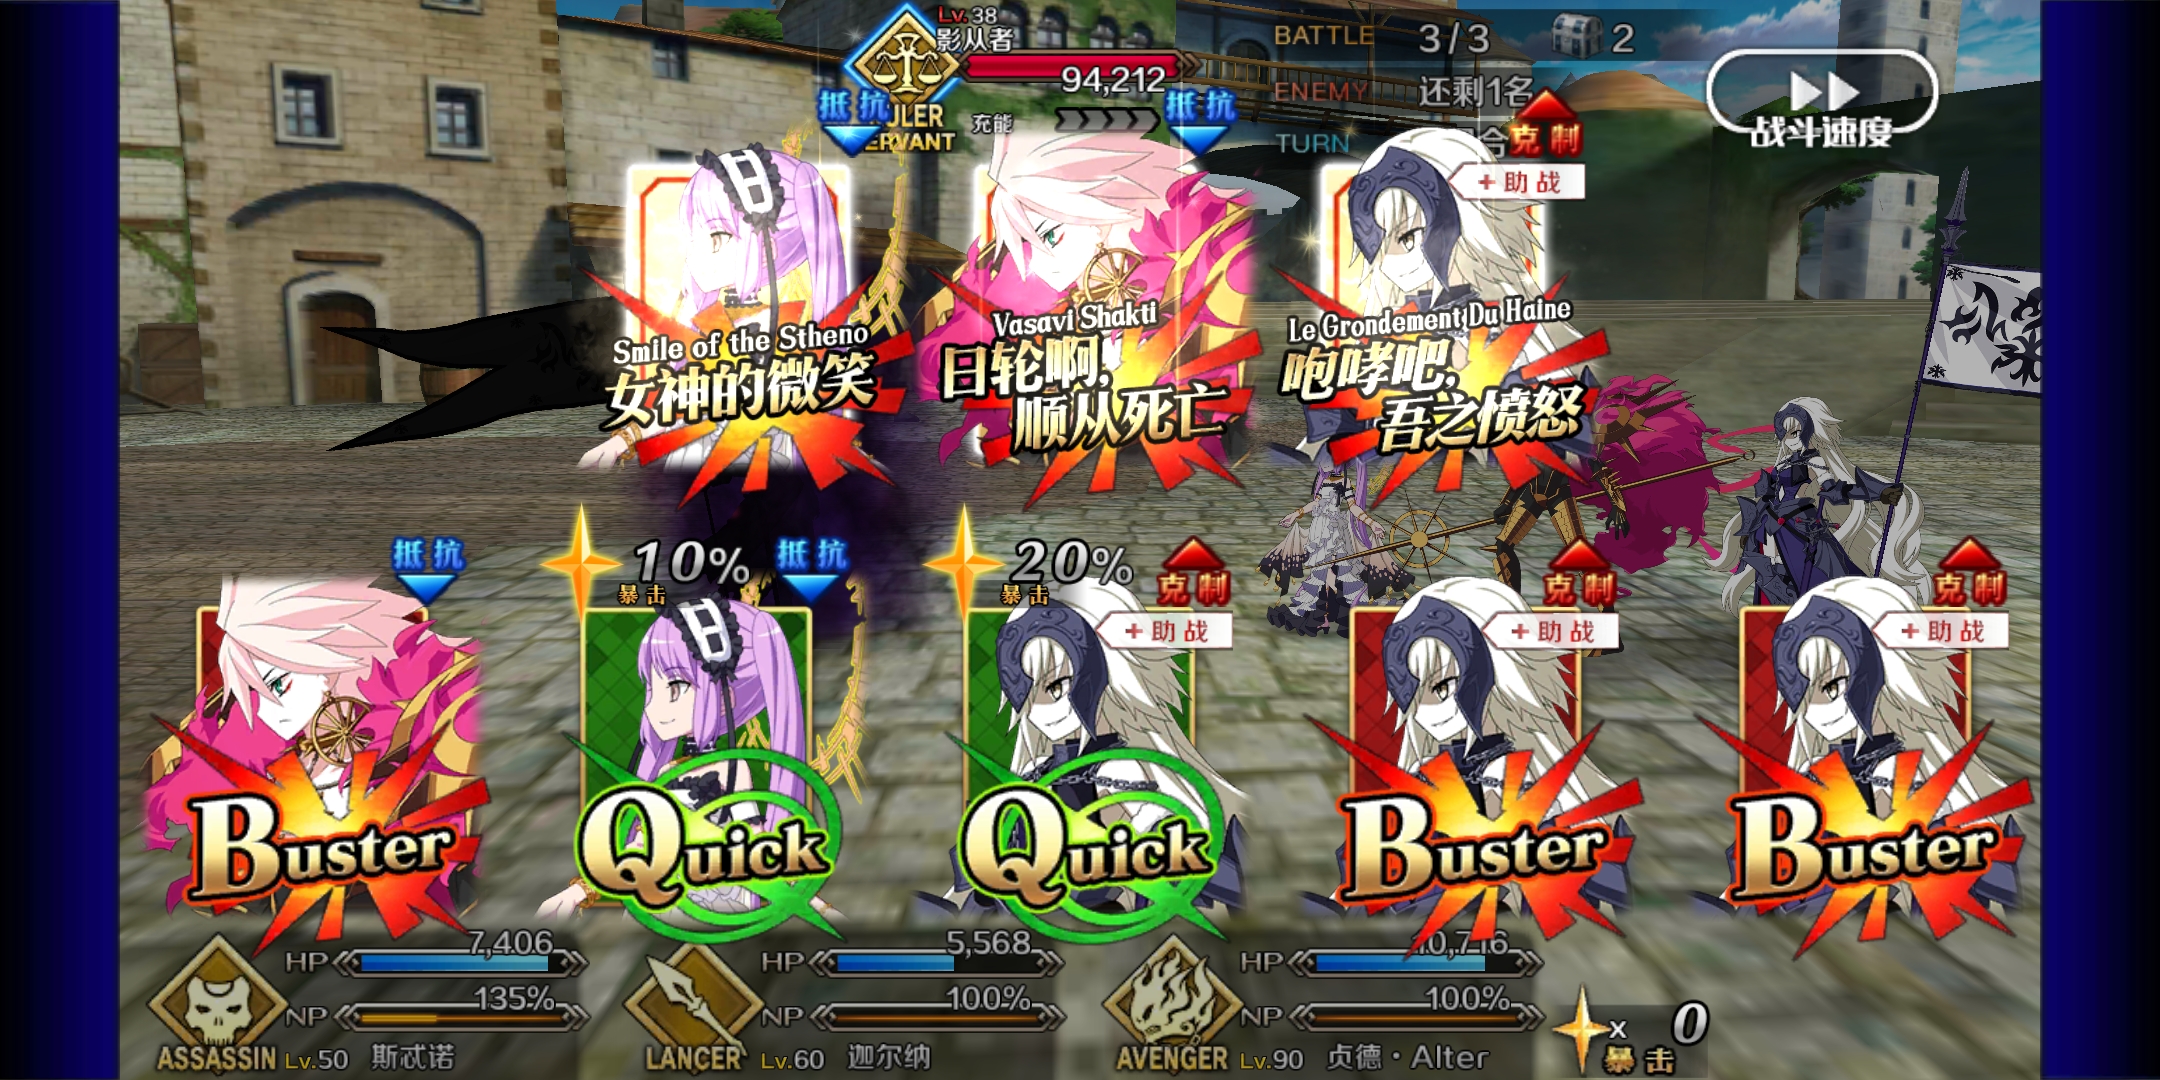 Lv.38
影从者
94,212
充能
抵抗
抵抗
SERVANT
BATTLE 3/3 2
ENEMY 还剩1名
TURN
克制
+助战
战斗速度
Smile of the Stheno
女神的微笑
Vasavi Shakti
日轮啊,
顺从死亡
Le Grondement Du Haine
咆哮吧,
吾之愤怒
抵抗
10%
暴击
抵抗
20%
暴击
克制
+助战
克制
+助战
克制
+助战
Buster
Quick
Quick
Buster
Buster
HP 7,406
NP 135%
ASSASSIN Lv.50 斯忒诺
HP 5,568
NP 100%
LANCER Lv.60 迦尔纳
HP 10,716
NP 100%
AVENGER Lv.90 贞德·Alter
x 0
暴击